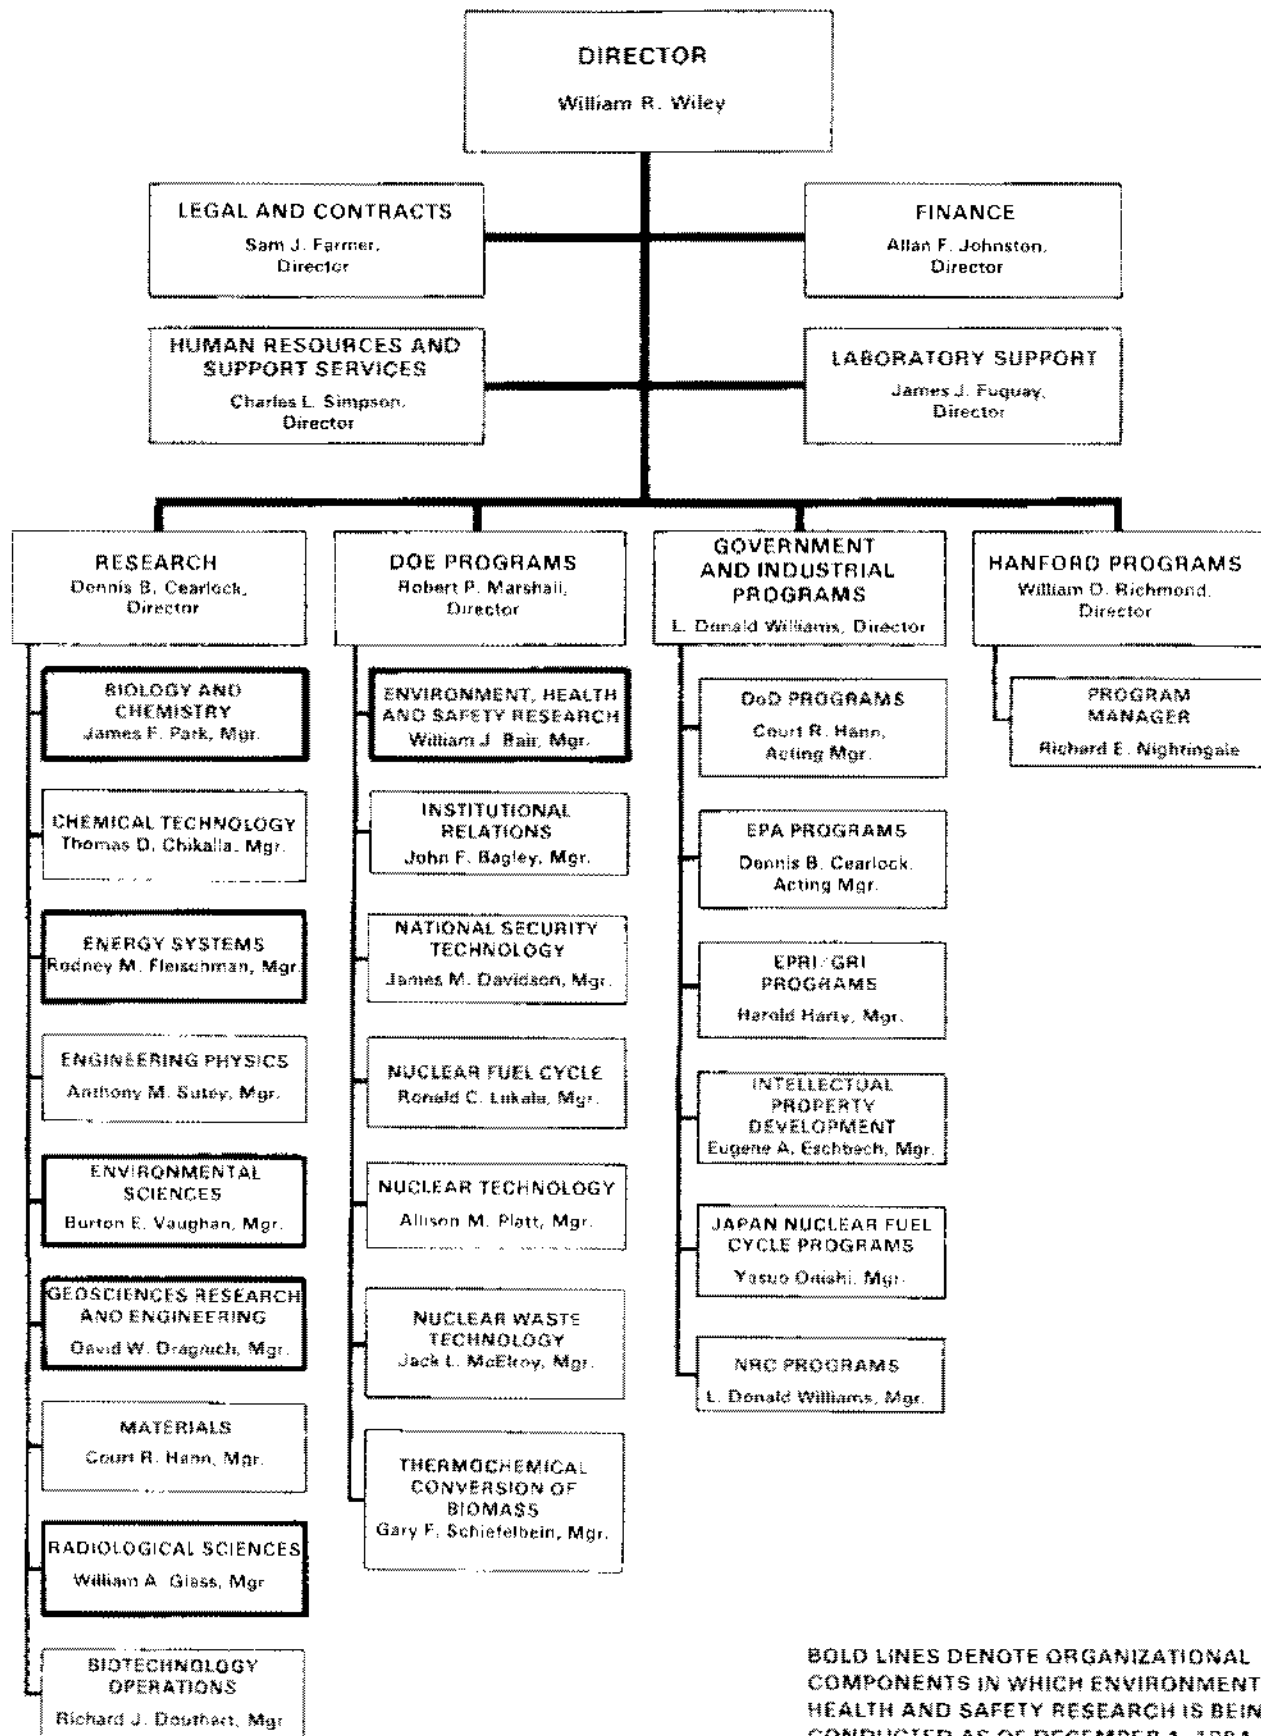 DIRECTOR
William R. Wiley
LEGAL AND CONTRACTS
Sam J. Farmer,
Director
FINANCE
Allan F. Johnston,
Director
HUMAN RESOURCES AND
SUPPORT SERVICES
Charles L. Simpson,
Director
LABORATORY SUPPORT
James J. Fuquay,
Director
RESEARCH
Dennis B. Cearlock,
Director
BIOLOGY AND
CHEMISTRY
James F. Park, Mgr.
CHEMICAL TECHNOLOGY
Thomas D. Chikalla, Mgr.
ENERGY SYSTEMS
Rodney M. Fleischman, Mgr.
ENGINEERING PHYSICS
Anthony M. Sutey, Mgr.
ENVIRONMENTAL
SCIENCES
Burton E. Vaughan, Mgr.
GEOSCIENCES RESEARCH
AND ENGINEERING
David W. Dragnich, Mgr.
MATERIALS
Court R. Hann, Mgr.
RADIOLOGICAL SCIENCES
William A. Glass, Mgr
BIOTECHNOLOGY
OPERATIONS
Richard J. Douthart, Mgr
DOE PROGRAMS
Robert P. Marshall,
Director
ENVIRONMENT, HEALTH
AND SAFETY RESEARCH
William J. Bair, Mgr.
INSTITUTIONAL
RELATIONS
John F. Bagley, Mgr.
NATIONAL SECURITY
TECHNOLOGY
James M. Davidson, Mgr.
NUCLEAR FUEL CYCLE
Ronald C. Liikala, Mgr.
NUCLEAR TECHNOLOGY
Allison M. Platt, Mgr.
NUCLEAR WASTE
TECHNOLOGY
Jack L. McElroy, Mgr.
THERMOCHEMICAL
CONVERSION OF
BIOMASS
Gary F. Schiefelbein, Mgr.
GOVERNMENT
AND INDUSTRIAL
PROGRAMS
L. Donald Williams, Director
DoD PROGRAMS
Court R. Hann,
Acting Mgr.
EPA PROGRAMS
Dennis B. Cearlock,
Acting Mgr.
EPRI/GRI
PROGRAMS
Harold Harty, Mgr.
INTELLECTUAL
PROPERTY
DEVELOPMENT
Eugene A. Eschbach, Mgr.
JAPAN NUCLEAR FUEL
CYCLE PROGRAMS
Yasuo Onishi, Mgr.
NRC PROGRAMS
L. Donald Williams, Mgr.
HANFORD PROGRAMS
William D. Richmond,
Director
PROGRAM
MANAGER
Richard E. Nightingale
BOLD LINES DENOTE ORGANIZATIONAL
COMPONENTS IN WHICH ENVIRONMENT
HEALTH AND SAFETY RESEARCH IS BEIN
CONDUCTED AS OF DECEMBER 1, 1984